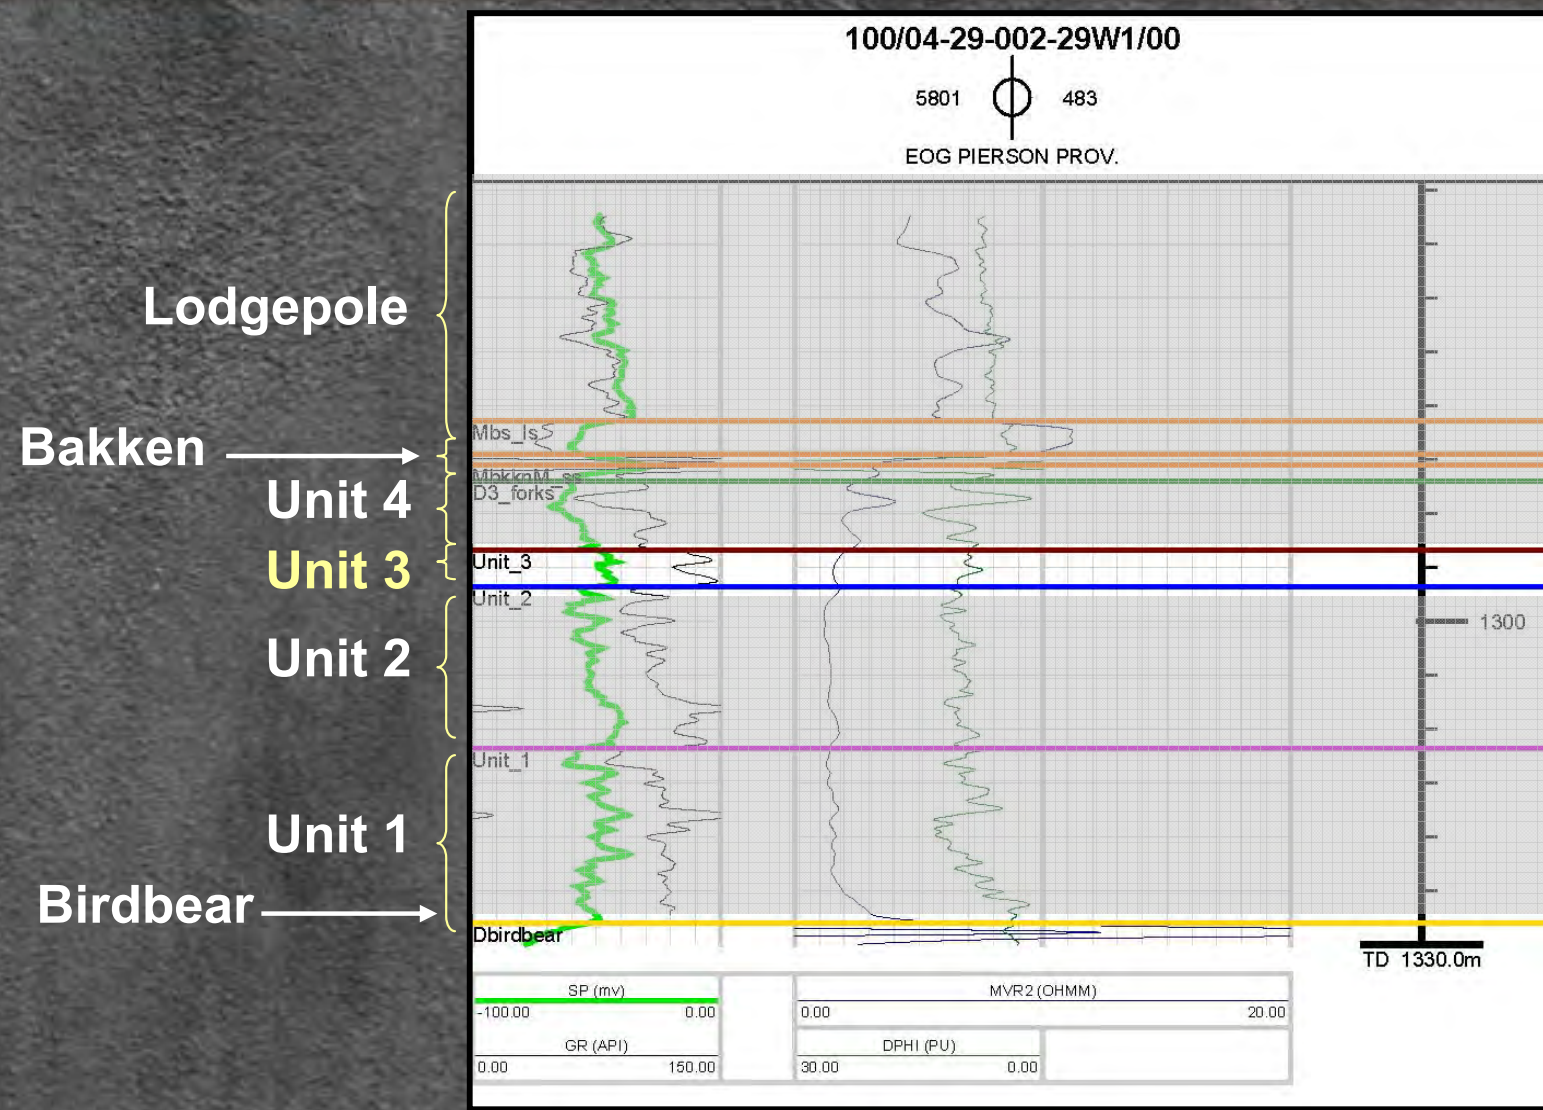 100/04-29-002-29W1/00
5801 483
EOG PIERSON PROV.
Lodgepole
Bakken
Unit 4
Unit 3
Unit 2
Unit 1
Birdbear
Mbs_ls
MbkknM_ss
D3_forks
Unit_3
Unit_2
Unit_1
Dbirdbear
1300
TD 1330.0m
SP (mv)
-100.00 0.00
GR (API)
0.00 150.00
MVR2 (OHMM)
0.00 20.00
DPHI (PU)
30.00 0.00